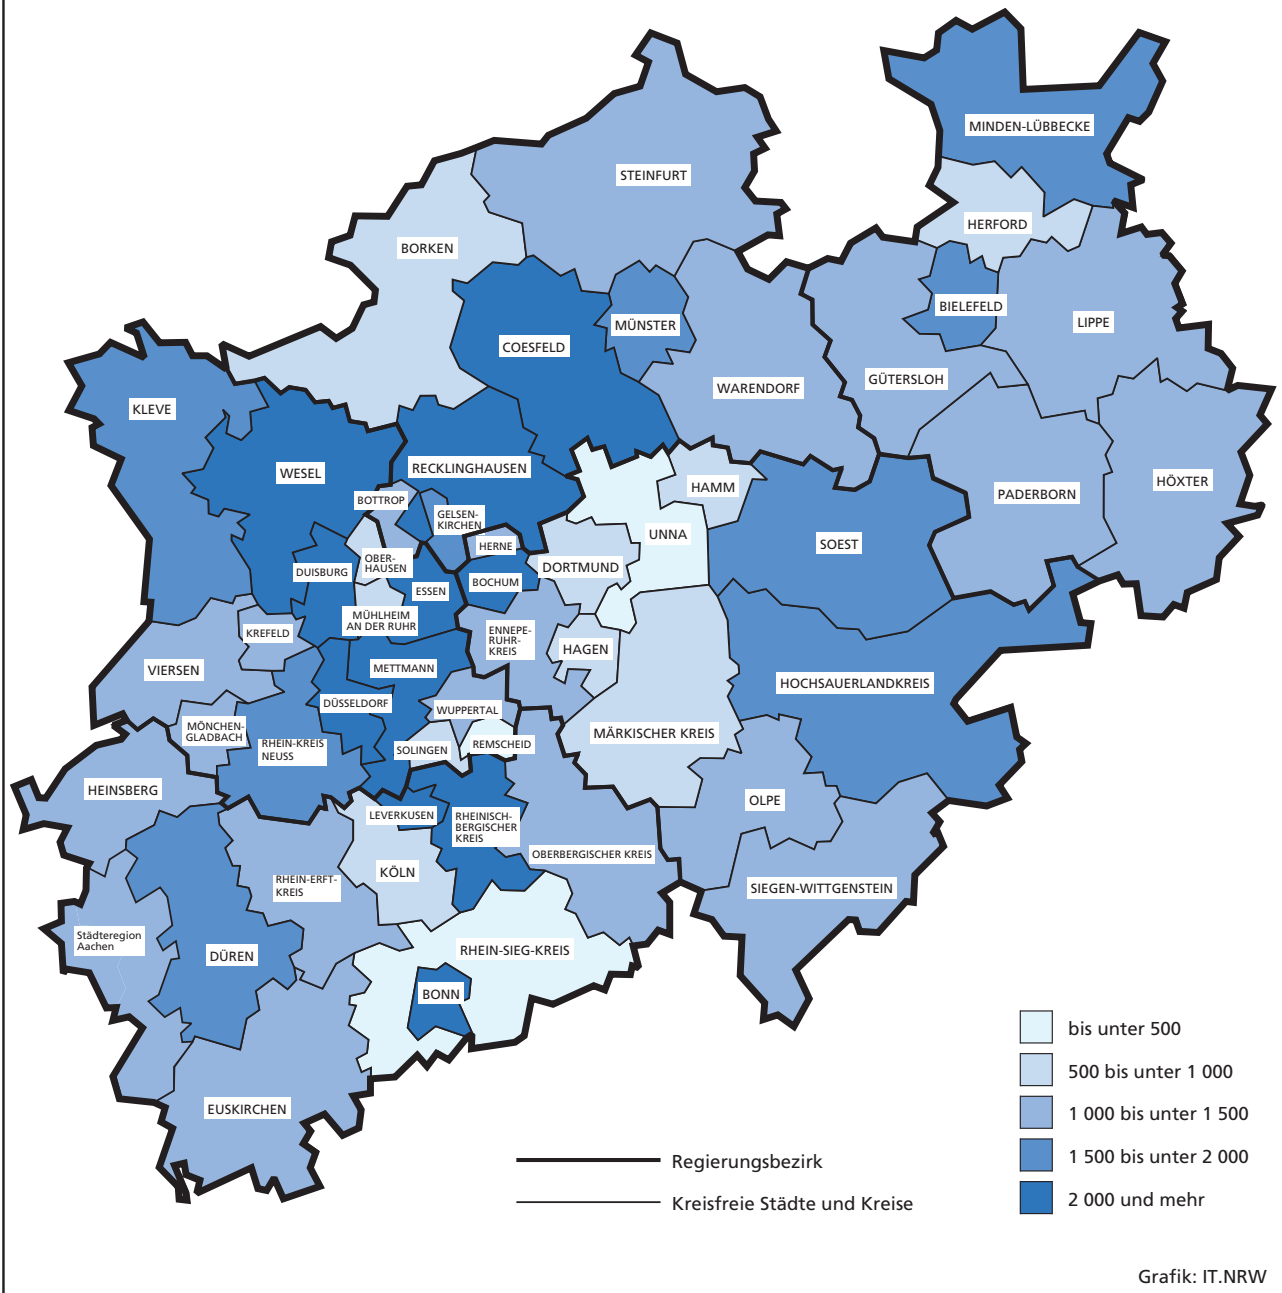 MINDEN-LÜBBECKE
STEINFURT
HERFORD
BORKEN
BIELEFELD
MÜNSTER
LIPPE
COESFELD
GÜTERSLOH
WARENDORF
KLEVE
RECKLINGHAUSEN
WESEL
HÖXTER
HAMM
PADERBORN
BOTTROP
GELSEN-
KIRCHEN
UNNA
SOEST
HERNE
OBER-
HAUSEN
DORTMUND
DUISBURG
BOCHUM
ESSEN
MÜHLHEIM
AN DER RUHR
KREFELD
ENNEPE-
RUHR-
KREIS
HAGEN
VIERSEN
METTMANN
HOCHSAUERLANDKREIS
DÜSSELDORF
WUPPERTAL
MÖNCHEN-
GLADBACH
MÄRKISCHER KREIS
RHEIN-KREIS
NEUSS
SOLINGEN
REMSCHEID
HEINSBERG
OLPE
LEVERKUSEN
RHEINISCH-
BERGISCHER
KREIS
OBERBERGISCHER KREIS
KÖLN
RHEIN-ERFT-
KREIS
SIEGEN-WITTGENSTEIN
Städteregion
Aachen
DÜREN
RHEIN-SIEG-KREIS
BONN
EUSKIRCHEN
bis unter 500
500 bis unter 1 000
1 000 bis unter 1 500
1 500 bis unter 2 000
2 000 und mehr
Regierungsbezirk
Kreisfreie Städte und Kreise
Grafik: IT.NRW